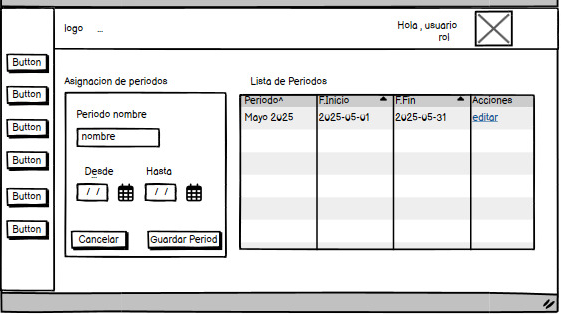 logo ...
Hola , usuario
rol
Button
Button
Button
Button
Button
Button
Asignacion de periodos
Periodo nombre
nombre
Desde Hasta
/ / / /
Cancelar Guardar Period
Lista de Periodos
Periodo^ F.Inicio F.Fin Acciones
Mayo 2025 2025-05-01 2025-05-31 editar